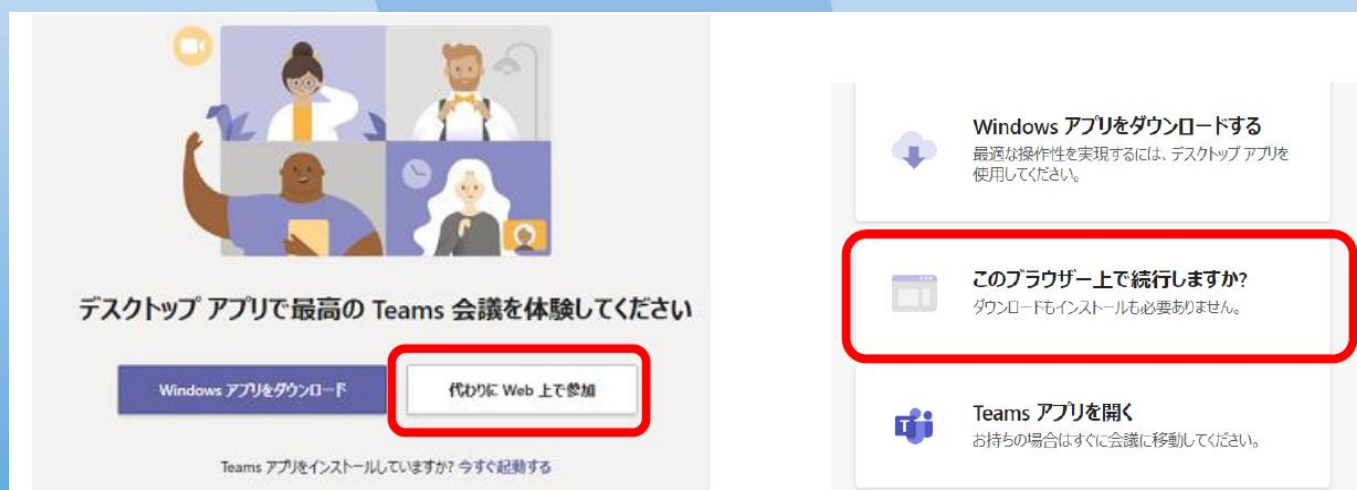 デスクトップ アプリで最高の Teams 会議を体験してください
Windows アプリをダウンロード
代わりに Web 上で参加
Teams アプリをインストールしていますか? 今すぐ起動する
Windows アプリをダウンロードする
最適な操作性を実現するには、デスクトップ アプリを
使用してください。
このブラウザー上で続行しますか?
ダウンロードもインストールも必要ありません。
Teams アプリを開く
お持ちの場合はすぐに会議に移動してください。